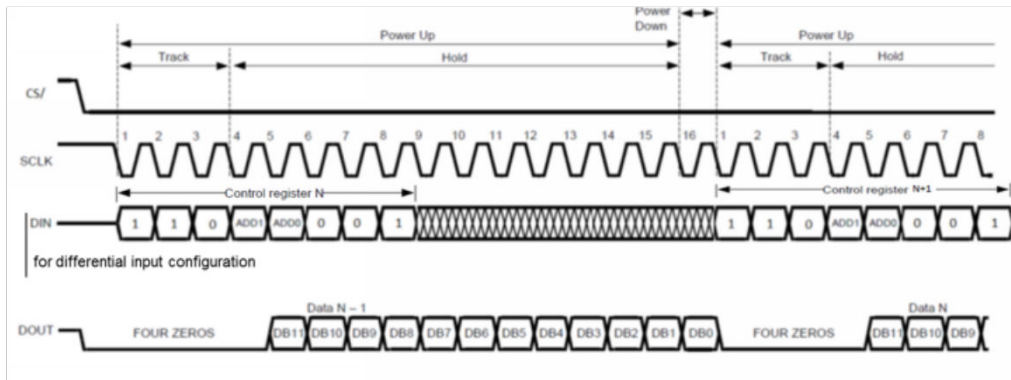 Power
Down
Power Up
Power Up
Track
Hold
Track
Hold
CS/
1 2 3 4 5 6 7 8 9 10 11 12 13 14 15 16 1 2 3 4 5 6 7 8
SCLK
Control register N
Control register N+1
DIN
1 1 0 ADD1 ADD0 0 0 1 1 1 0 ADD1 ADD0 0 0 1
for differential input configuration
Data N – 1
Data N
DOUT
FOUR ZEROS DB11 DB10 DB9 DB8 DB7 DB6 DB5 DB4 DB3 DB2 DB1 DB0 FOUR ZEROS DB11 DB10 DB9